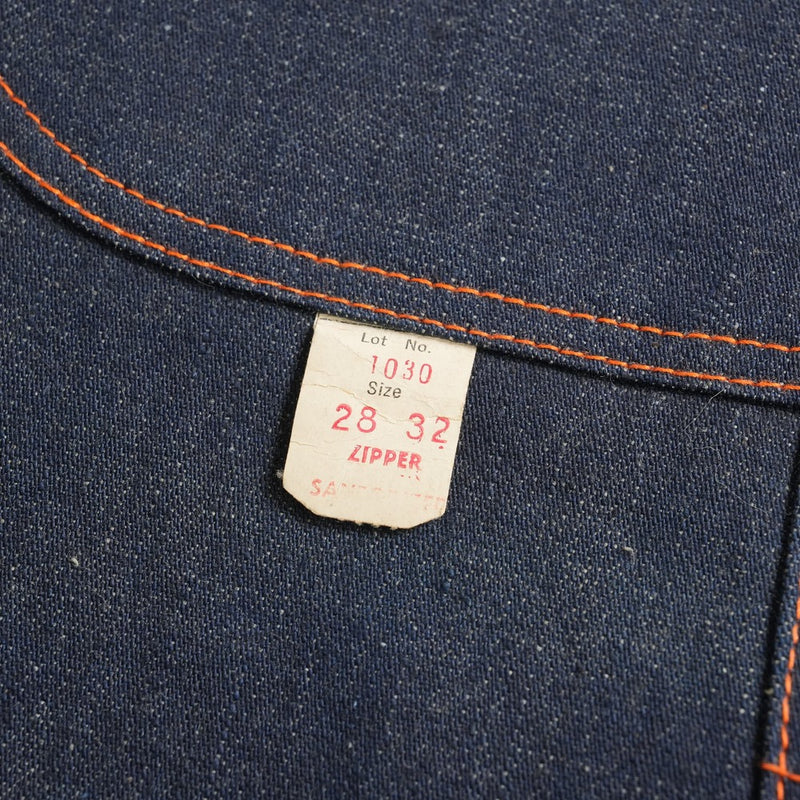 Lot No.
1030
Size
28 32
ZIPPER